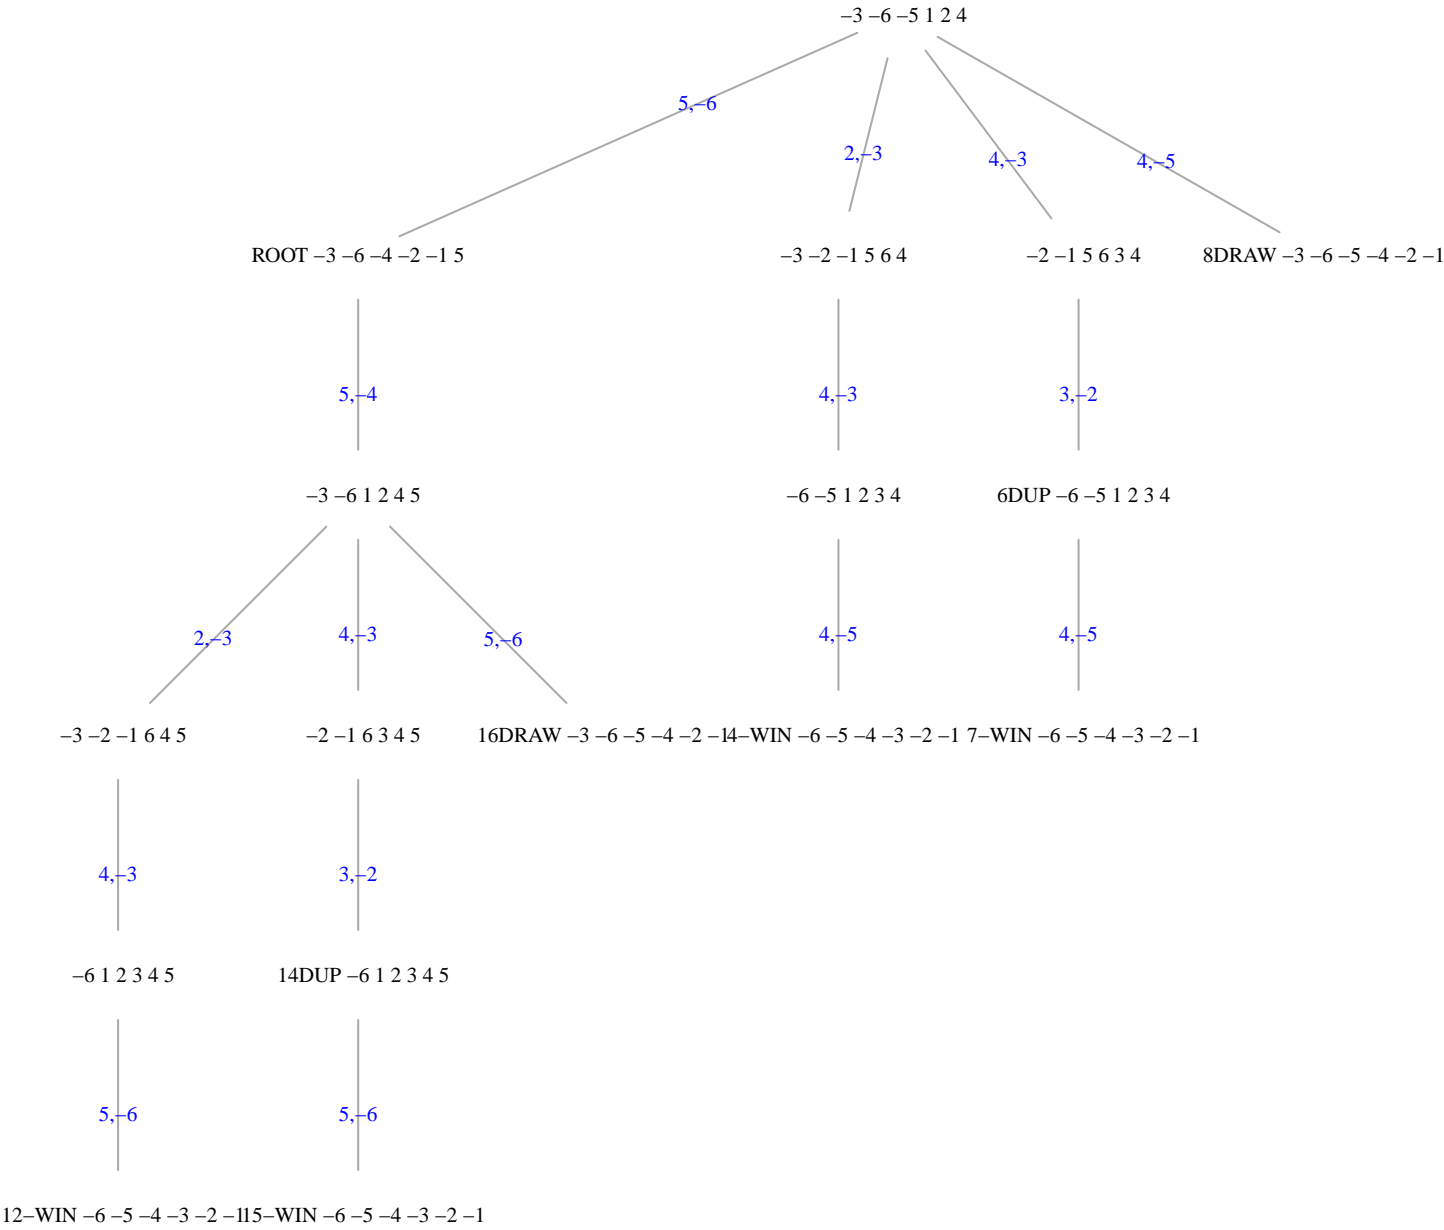 −3 −6 −5 1 2 4
5,−6
2,−3
4,−3
4,−5
ROOT −3 −6 −4 −2 −1 5
−3 −2 −1 5 6 4
−2 −1 5 6 3 4
8DRAW −3 −6 −5 −4 −2 −1
5,−4
4,−3
3,−2
−3 −6 1 2 4 5
−6 −5 1 2 3 4
6DUP −6 −5 1 2 3 4
2,−3
4,−3
5,−6
4,−5
4,−5
−3 −2 −1 6 4 5
−2 −1 6 3 4 5
16DRAW −3 −6 −5 −4 −2 −1
4−WIN −6 −5 −4 −3 −2 −1
7−WIN −6 −5 −4 −3 −2 −1
4,−3
3,−2
−6 1 2 3 4 5
14DUP −6 1 2 3 4 5
5,−6
5,−6
12−WIN −6 −5 −4 −3 −2 −1
15−WIN −6 −5 −4 −3 −2 −1